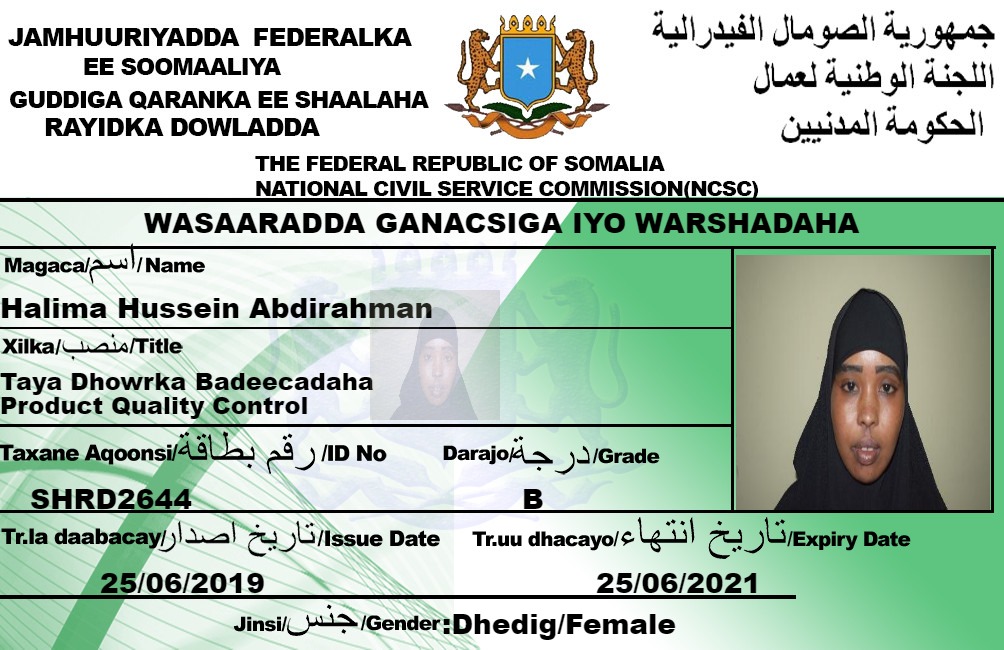 JAMHUURIYADDA FEDERALKA
EE SOOMAALIYA
GUDDIGA QARANKA EE SHAALAHA
RAYIDKA DOWLADDA
جمهورية الصومال الفيدرالية
اللجنة الوطنية لعمال
الحكومة المدنيين
THE FEDERAL REPUBLIC OF SOMALIA
NATIONAL CIVIL SERVICE COMMISSION(NCSC)
WASAARADDA GANACSIGA IYO WARSHADAHA
Magaca/اسم/Name
Halima Hussein Abdirahman
Xilka/منصب/Title
Taya Dhowrka Badeecadaha
Product Quality Control
Taxane Aqoonsi/رقم بطاقة/ID No
SHRD2644
Darajo/درجة/Grade
B
Tr.la daabacay/تاريخ اصدار/Issue Date
25/06/2019
Tr.uu dhacayo/تاريخ انتهاء/Expiry Date
25/06/2021
Jinsi/جنس/Gender:Dhedig/Female